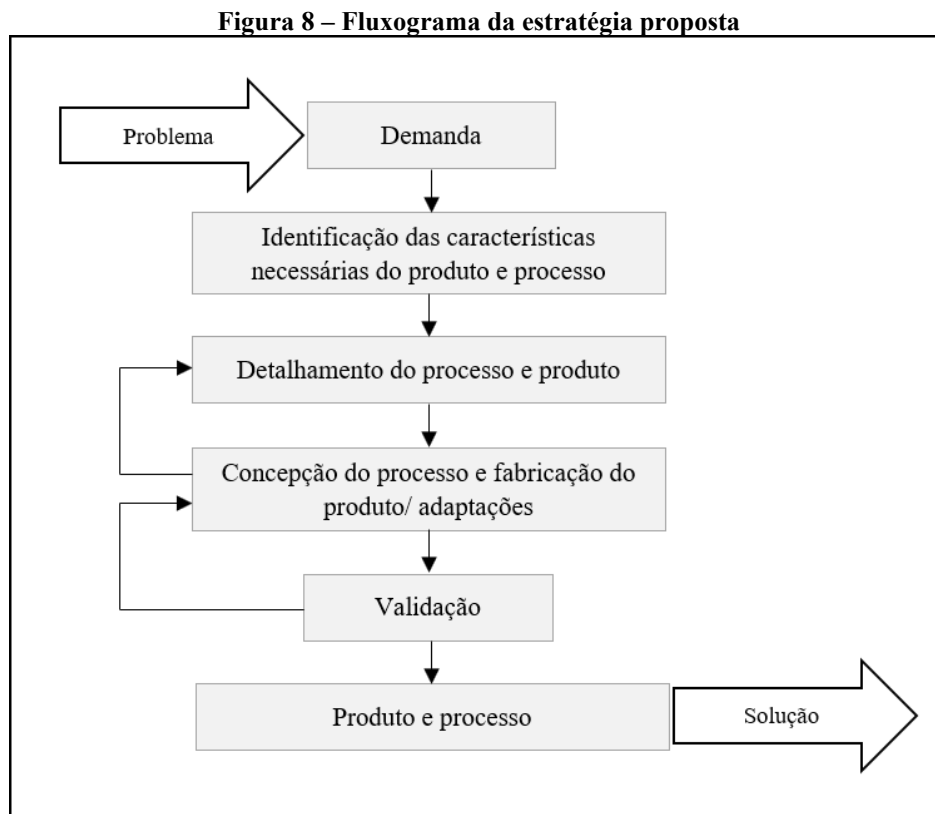 Figura 8 – Fluxograma da estratégia proposta
Problema
Demanda
Identificação das características
necessárias do produto e processo
Detalhamento do processo e produto
Concepção do processo e fabricação do
produto/ adaptações
Validação
Produto e processo
Solução